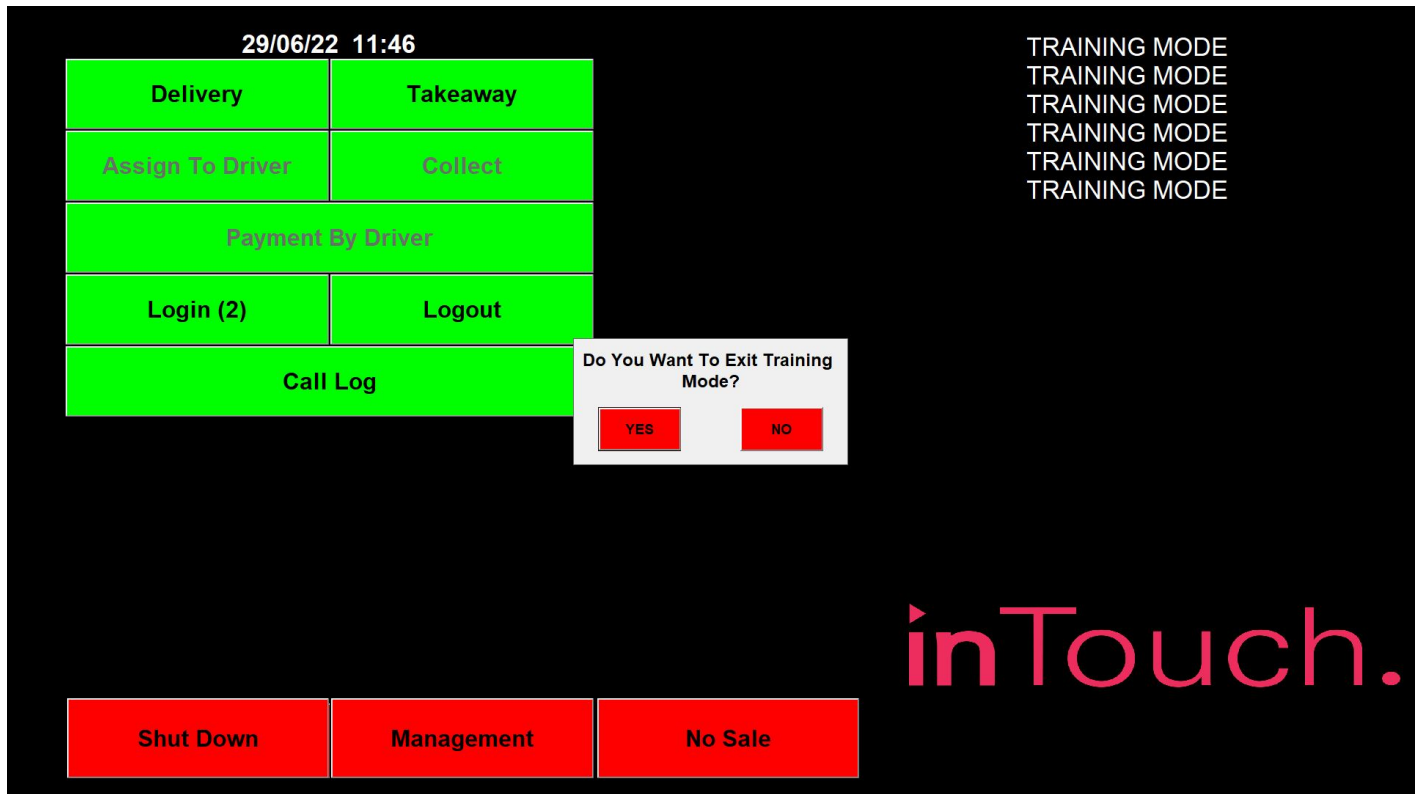 29/06/22 11:46
Delivery
Takeaway
Assign To Driver
Collect
Payment By Driver
Login (2)
Logout
Call Log
TRAINING MODE
TRAINING MODE
TRAINING MODE
TRAINING MODE
TRAINING MODE
TRAINING MODE
Do You Want To Exit Training
Mode?
YES
NO
inTouch.
Shut Down
Management
No Sale